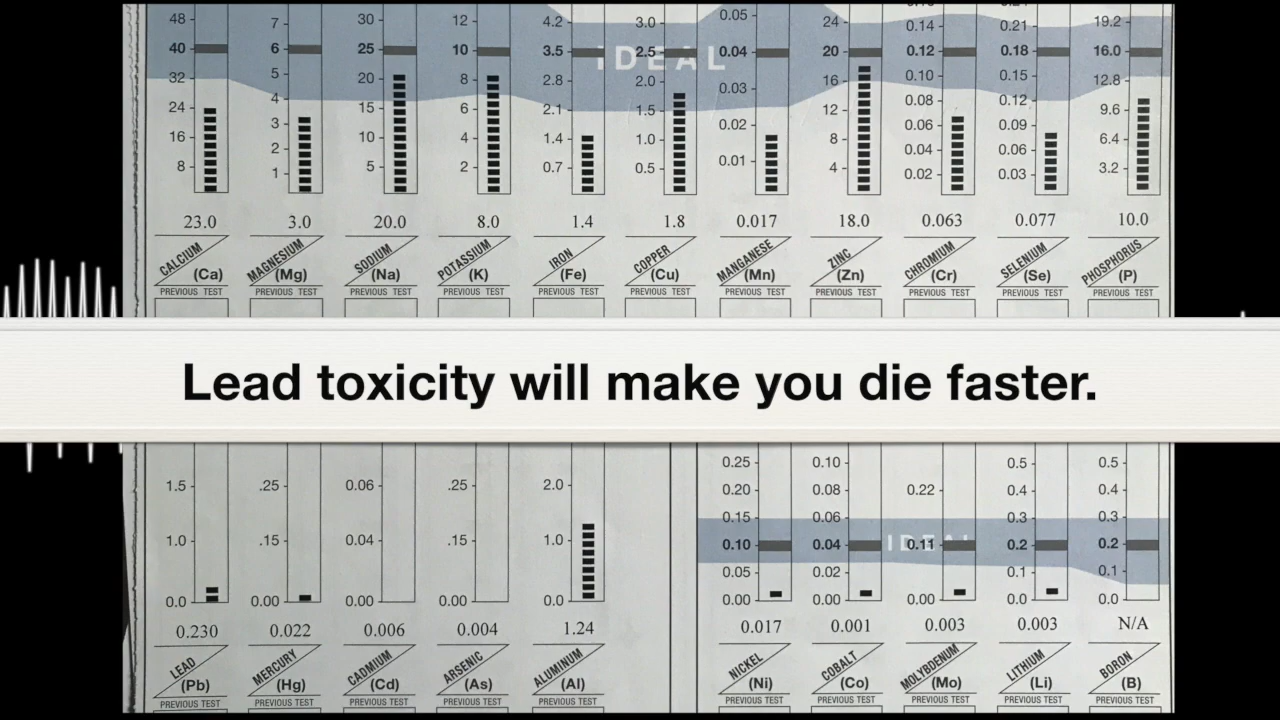 48 7 30 12 4.2 3.0 0.05 24 0.14 0.21 19.2
40 6 25 10 3.5 2.5 0.04 20 0.12 0.18 16.0
IDEAL
32 5 20 8 2.8 2.0 0.03 16 0.10 0.15 12.8
24 4 15 6 2.1 1.5 0.02 12 0.08 0.12 9.6
16 3 10 4 1.4 1.0 0.01 8 0.06 0.09 6.4
8 2 5 2 0.7 0.5 4 0.04 0.06 3.2
1 0.02 0.03
23.0 3.0 20.0 8.0 1.4 1.8 0.017 18.0 0.063 0.077 10.0
CALCIUM MAGNESIUM SODIUM POTASSIUM IRON COPPER MANGANESE ZINC CHROMIUM SELENIUM PHOSPHORUS
(Ca) (Mg) (Na) (K) (Fe) (Cu) (Mn) (Zn) (Cr) (Se) (P)
PREVIOUS TEST PREVIOUS TEST PREVIOUS TEST PREVIOUS TEST PREVIOUS TEST PREVIOUS TEST PREVIOUS TEST PREVIOUS TEST PREVIOUS TEST PREVIOUS TEST PREVIOUS TEST
Lead toxicity will make you die faster.
0.25 0.10 0.5 0.5
1.5 .25 0.06 .25 2.0 0.20 0.08 0.22 0.4 0.4
0.15 0.06 0.3 0.3
1.0 .15 0.04 .15 1.0 0.10 0.04 0.11 0.2 0.2
IDEAL
0.05 0.02 0.1 0.1
0.0 0.00 0.00 0.00 0.0 0.00 0.00 0.00 0.0 0.0
0.230 0.022 0.006 0.004 1.24 0.017 0.001 0.003 0.003 N/A
LEAD MERCURY CADMIUM ARSENIC ALUMINUM NICKEL COBALT MOLYBDENUM LITHIUM BORON
(Pb) (Hg) (Cd) (As) (Al) (Ni) (Co) (Mo) (Li) (B)
PREVIOUS TEST PREVIOUS TEST PREVIOUS TEST PREVIOUS TEST PREVIOUS TEST PREVIOUS TEST PREVIOUS TEST PREVIOUS TEST PREVIOUS TEST PREVIOUS TEST